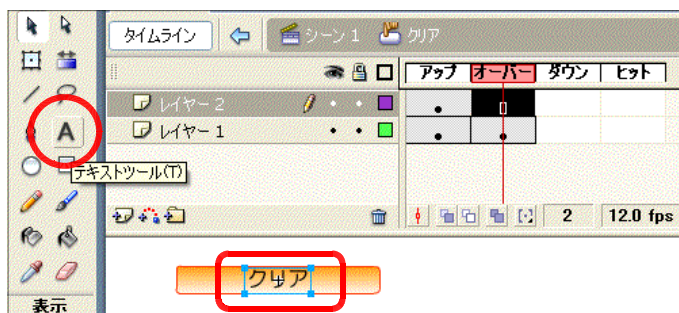 タイムライン シーン 1 クリア
アップ オーバー ダウン ヒット
レイヤー 2
レイヤー 1
A
テキストツール(T)
2 12.0 fps
クリア
表示